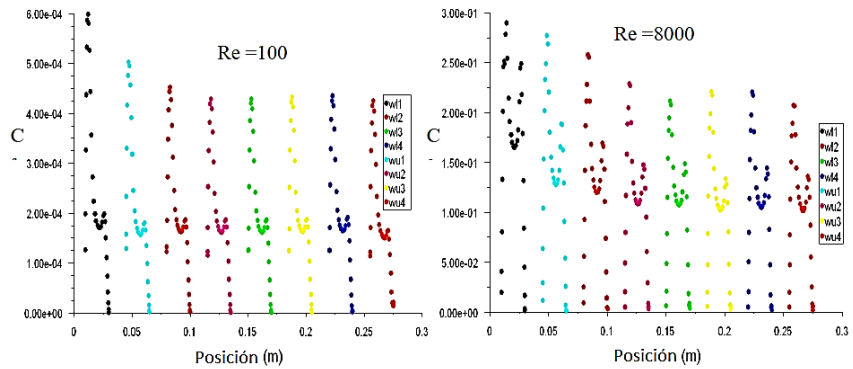 Re =100
C
6.00e-04
5.00e-04
4.00e-04
3.00e-04
2.00e-04
1.00e-04
0.00e+00
0
0.05
0.1
0.15
0.2
0.25
0.3
Posición (m)
wl1
wl2
wl3
wl4
wu1
wu2
wu3
wu4
Re =8000
C
3.00e-01
2.50e-01
2.00e-01
1.50e-01
1.00e-01
5.00e-02
0.00e+00
0
0.05
0.1
0.15
0.2
0.25
0.3
Posición (m)
wl1
wl2
wl3
wl4
wu1
wu2
wu3
wu4